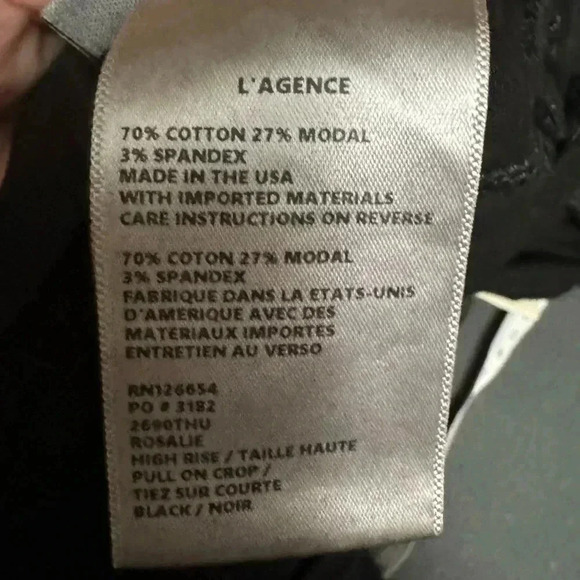 L'AGENCE
70% COTTON 27% MODAL
3% SPANDEX
MADE IN THE USA
WITH IMPORTED MATERIALS
CARE INSTRUCTIONS ON REVERSE
70% COTON 27% MODAL
3% SPANDEX
FABRIQUE DANS LA ETATS-UNIS
D'AMÉRIQUE AVEC DES
MATERIAUX IMPORTES
ENTRETIEN AU VERSO
RN126654
PO # 3182
2690THU
ROSALIE
HIGH RISE / TAILLE HAUTE
PULL ON CROP /
TIEZ SUR COURTE
BLACK / NOIR